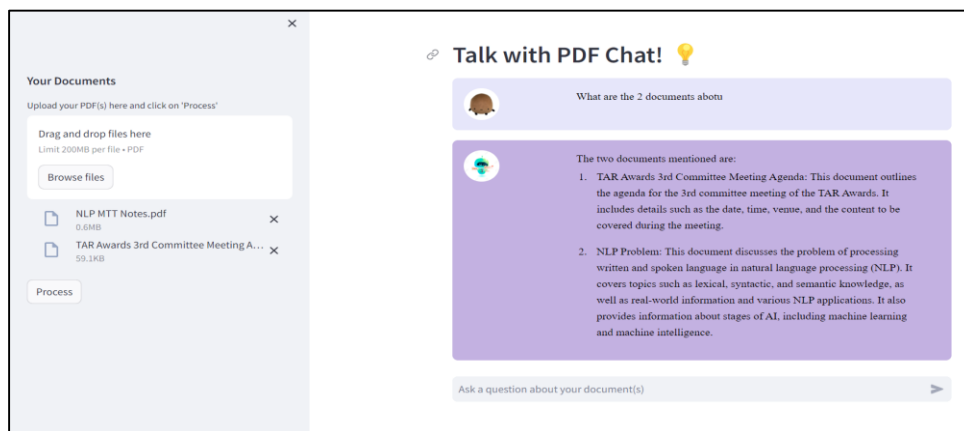 Your Documents
Upload your PDF(s) here and click on 'Process'
Drag and drop files here
Limit 200MB per file • PDF
Browse files
NLP MTT Notes.pdf
0.6MB
TAR Awards 3rd Committee Meeting A...
59.1KB
Process
Talk with PDF Chat!
What are the 2 documents abotu
The two documents mentioned are:
1. TAR Awards 3rd Committee Meeting Agenda: This document outlines
the agenda for the 3rd committee meeting of the TAR Awards. It
includes details such as the date, time, venue, and the content to be
covered during the meeting.
2. NLP Problem: This document discusses the problem of processing
written and spoken language in natural language processing (NLP). It
covers topics such as lexical, syntactic, and semantic knowledge, as
well as real-world information and various NLP applications. It also
provides information about stages of AI, including machine learning
and machine intelligence.
Ask a question about your document(s)